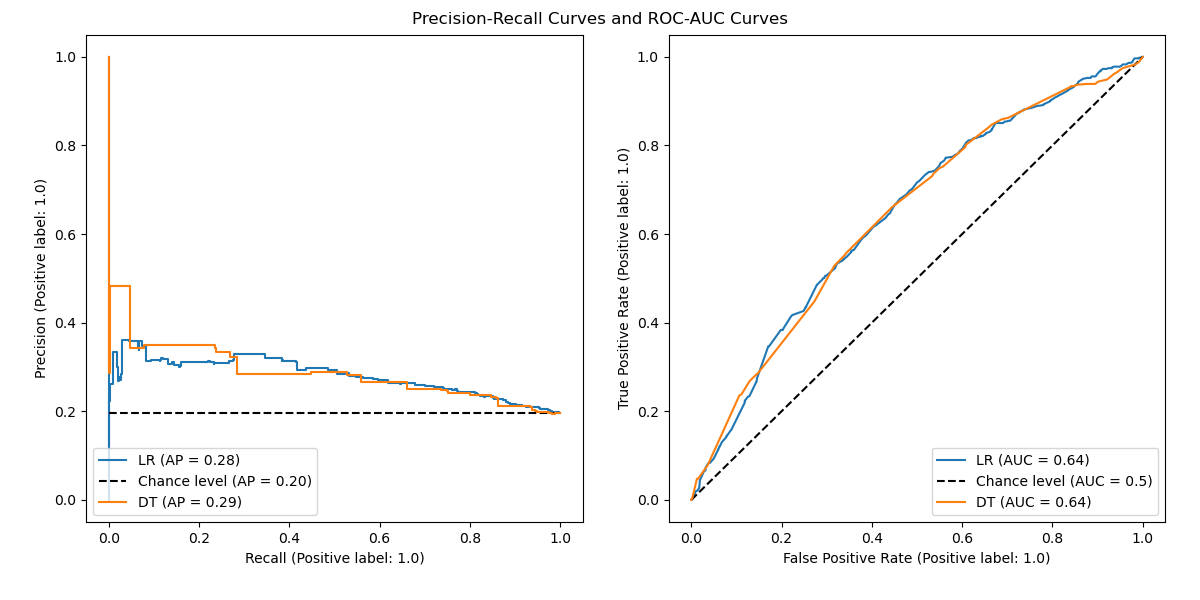 Precision-Recall Curves and ROC-AUC Curves
Precision (Positive label: 1.0)
1.0
0.8
0.6
0.4
0.2
0.0
LR (AP = 0.28)
Chance level (AP = 0.20)
DT (AP = 0.29)
0.0 0.2 0.4 0.6 0.8 1.0
Recall (Positive label: 1.0)
True Positive Rate (Positive label: 1.0)
1.0
0.8
0.6
0.4
0.2
0.0
LR (AUC = 0.64)
Chance level (AUC = 0.5)
DT (AUC = 0.64)
0.0 0.2 0.4 0.6 0.8 1.0
False Positive Rate (Positive label: 1.0)